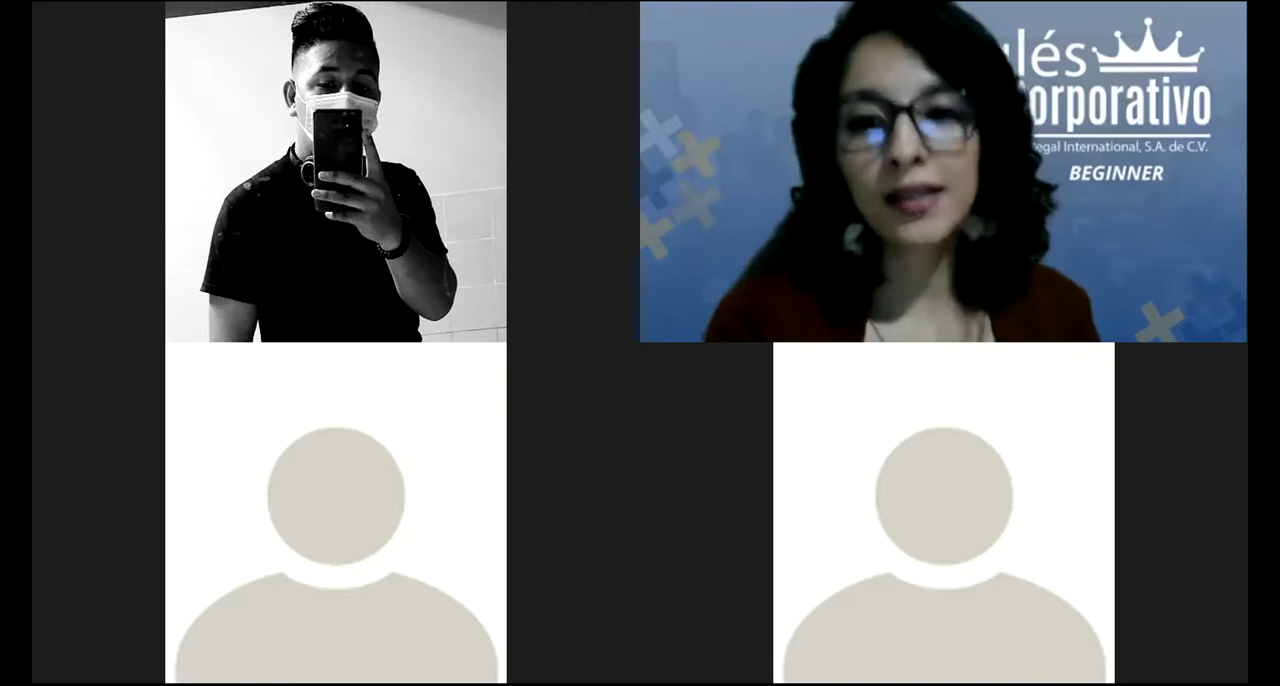 lés
orporativo
egal International, S.A. de C.V.
BEGINNER